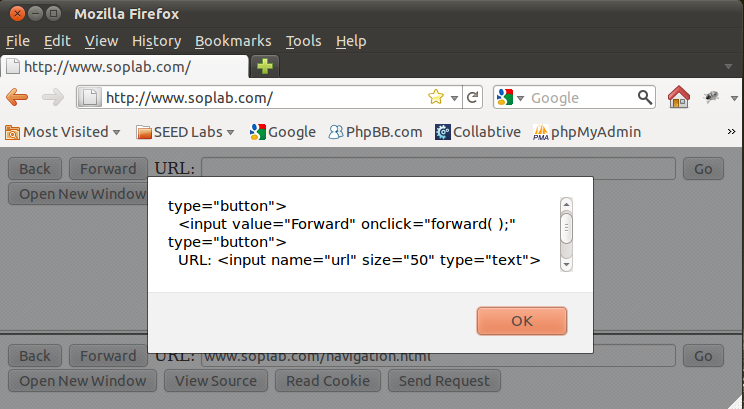 Mozilla Firefox
File Edit View History Bookmarks Tools Help
http://www.soplab.com/
http://www.soplab.com/ Google
Most Visited SEED Labs Google PhpBB.com Collabtive PMA phpMyAdmin »
Back Forward URL: Go
Open New Window
type="button">
<input value="Forward" onclick="forward( );"
type="button">
URL: <input name="url" size="50" type="text">
OK
Back Forward URL: www.soplab.com/navigation.html Go
Open New Window View Source Read Cookie Send Request